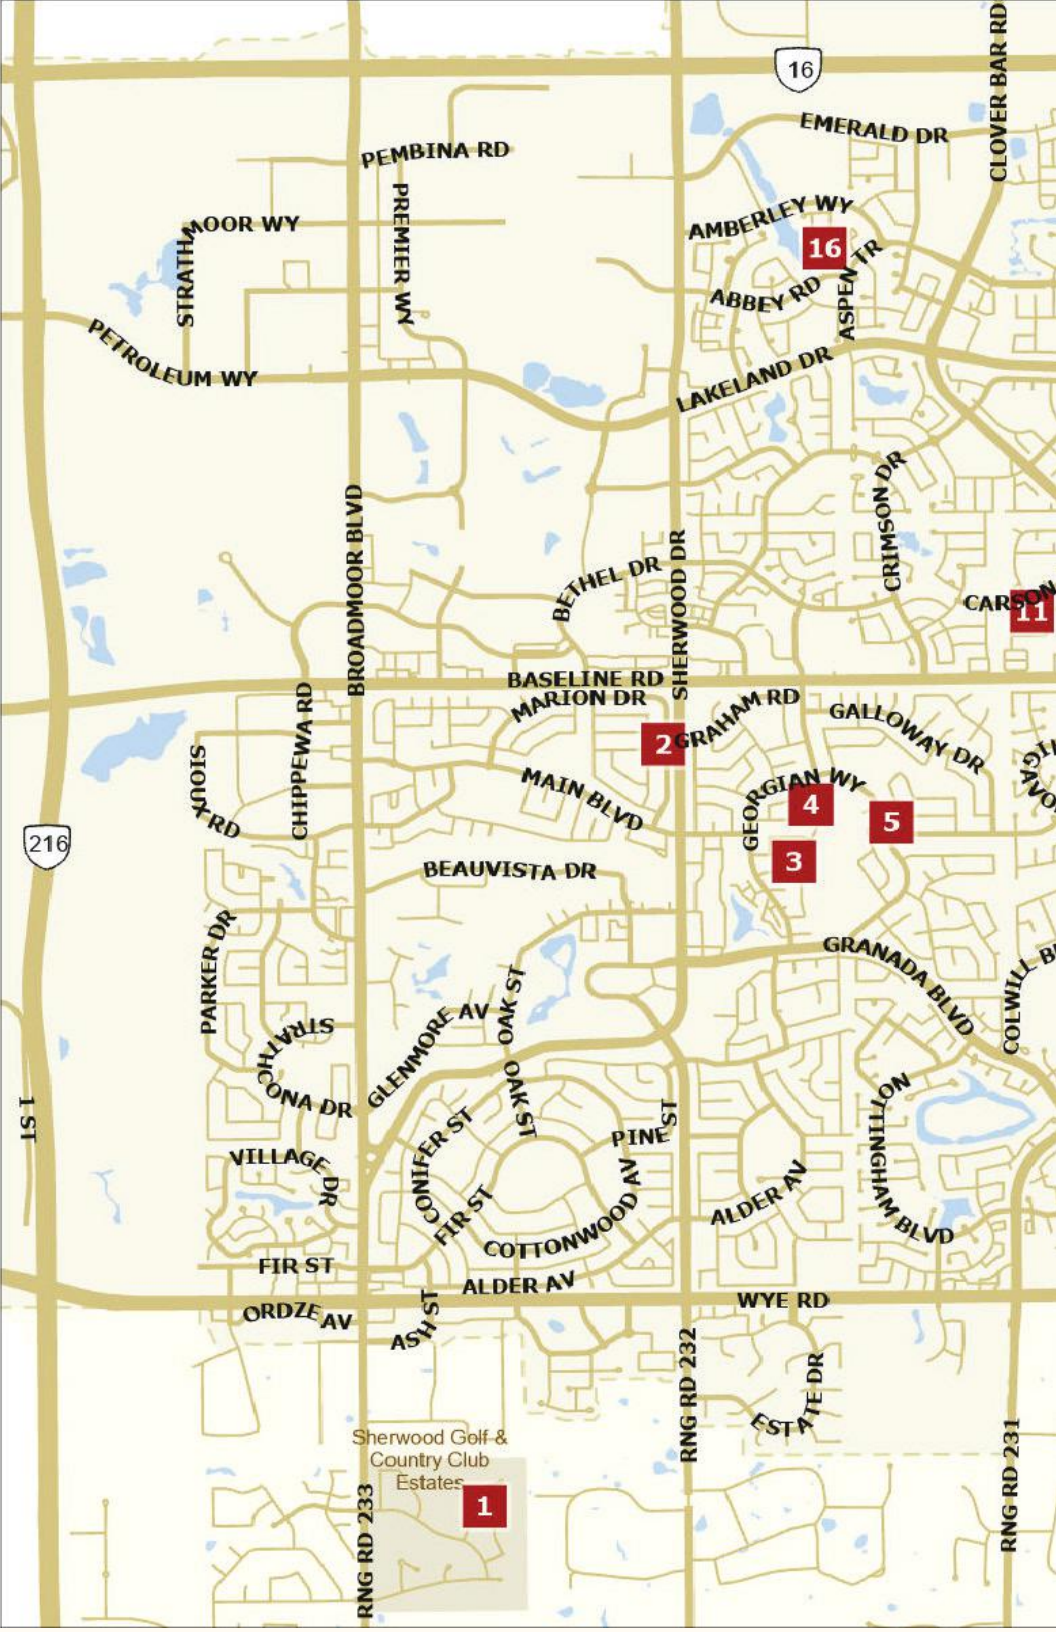 CLOVER BAR RD
16
EMERALD DR
PEMBINA RD
PREMIER WY
AMBERLEY WY
STRATHMOOR WY
16
ASPEN TR
ABBEY RD
PETROLEUM WY
LAKELAND DR
CRIMSON DR
BROADMOOR BLVD
SHERWOOD DR
BETHEL DR
CARSON
11
BASELINE RD
MARION DR
CHIPPEWA RD
GRAHAM RD
GALLOWAY DR
2
SIOUX RD
MAIN BLVD
GEORGIAN WY
4
5
216
3
BEAUVISTA DR
PARKER DR
GRANADA BLVD
COLWILL B
OAK ST
GLENMORE AV
STRATHCONA DR
1 ST
OAK ST
CONIFER ST
PINE ST
NOTTINGHAM BLVD
VILLAGE DR
FIR ST
COTTONWOOD AV
ALDER AV
FIR ST
ALDER AV
WYE RD
ORDZE AV
ASH ST
RNG RD 232
ESTATE DR
Sherwood Golf &
Country Club
Estates
1
RNG RD 233
RNG RD 231